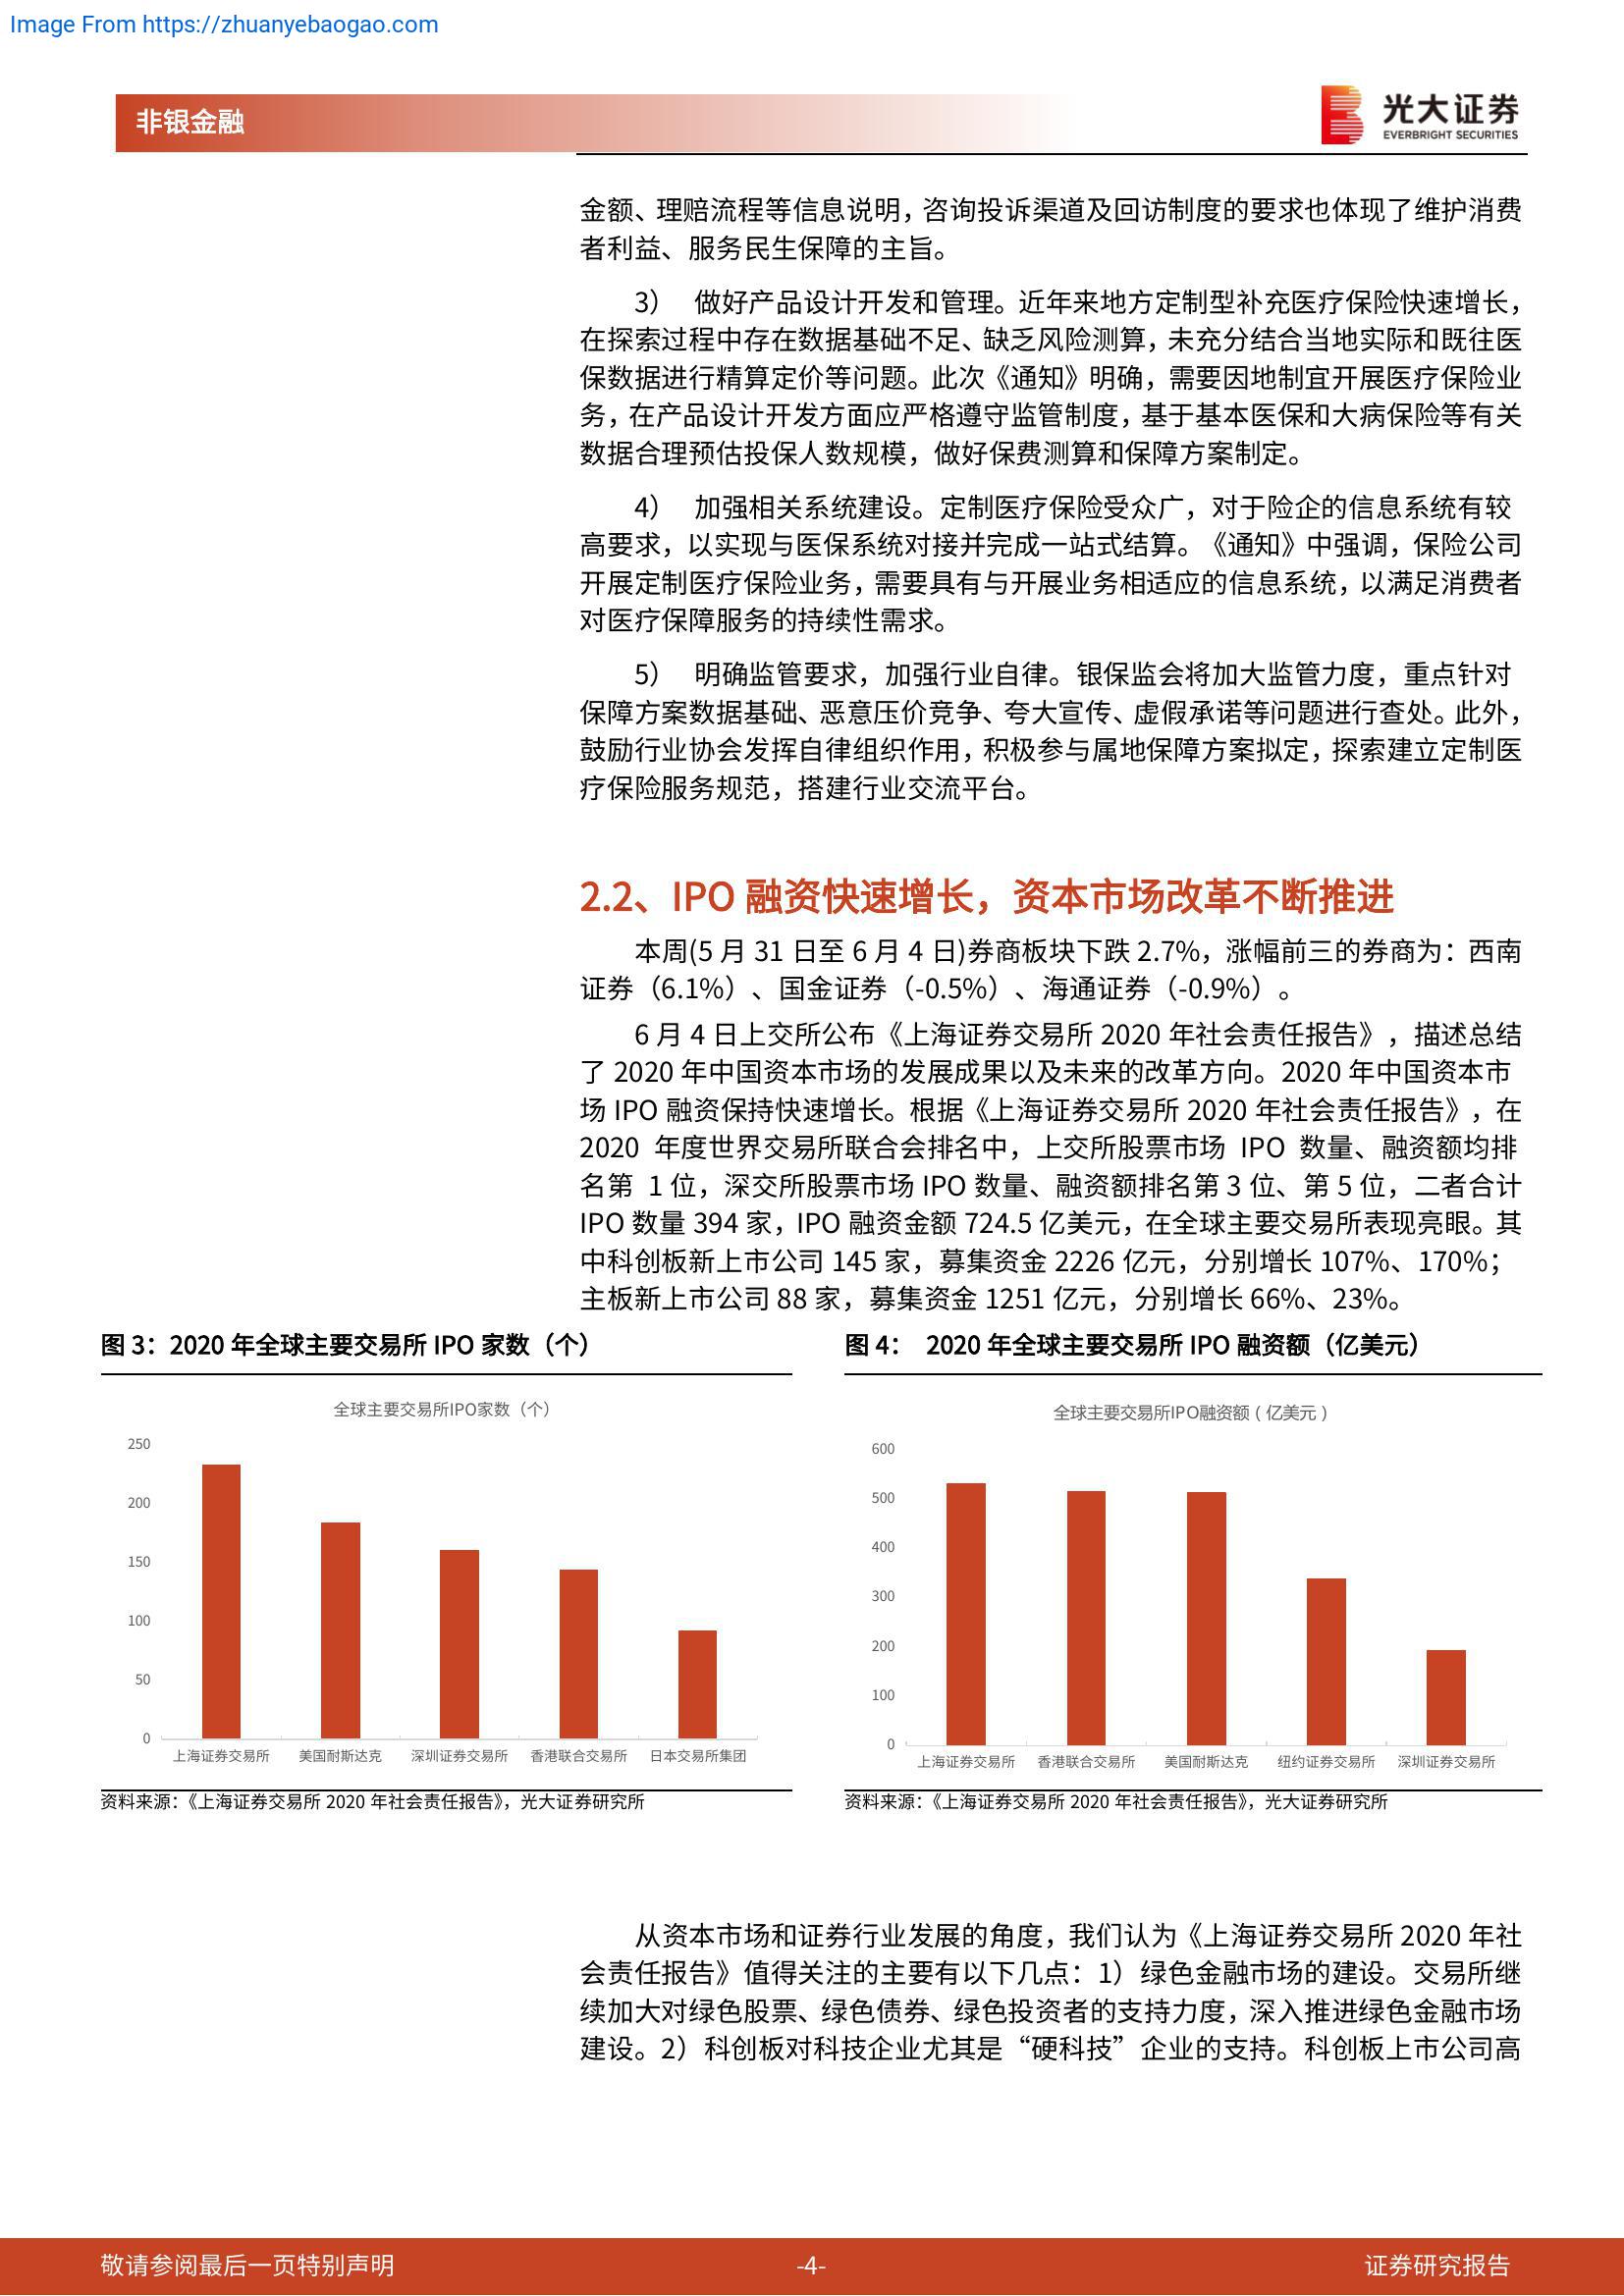 Image From https://zhuanyebaogao.com
非银金融
光大证券
EVERBRIGHT SECURITIES
金额、理赔流程等信息说明，咨询投诉渠道及回访制度的要求也体现了维护消费
者利益、服务民生保障的主旨。
3） 做好产品设计开发和管理。近年来地方定制型补充医疗保险快速增长，
在探索过程中存在数据基础不足、缺乏风险测算，未充分结合当地实际和既往医
保数据进行精算定价等问题。此次《通知》明确，需要因地制宜开展医疗保险业
务，在产品设计开发方面应严格遵守监管制度，基于基本医保和大病保险等有关
数据合理预估投保人数规模，做好保费测算和保障方案制定。
4） 加强相关系统建设。定制医疗保险受众广，对于险企的信息系统有较
高要求，以实现与医保系统对接并完成一站式结算。《通知》中强调，保险公司
开展定制医疗保险业务，需要具有与开展业务相适应的信息系统，以满足消费者
对医疗保障服务的持续性需求。
5） 明确监管要求，加强行业自律。银保监会将加大监管力度，重点针对
保障方案数据基础、恶意压价竞争、夸大宣传、虚假承诺等问题进行查处。此外，
鼓励行业协会发挥自律组织作用，积极参与属地保障方案拟定，探索建立定制医
疗保险服务规范，搭建行业交流平台。
2.2、IPO 融资快速增长，资本市场改革不断推进
本周(5 月 31 日至 6 月 4 日)券商板块下跌 2.7%，涨幅前三的券商为：西南
证券（6.1%）、国金证券（-0.5%）、海通证券（-0.9%）。
6 月 4 日上交所公布《上海证券交易所 2020 年社会责任报告》，描述总结
了 2020 年中国资本市场的发展成果以及未来的改革方向。2020 年中国资本市
场 IPO 融资保持快速增长。根据《上海证券交易所 2020 年社会责任报告》，在
2020 年度世界交易所联合会排名中，上交所股票市场 IPO 数量、融资额均排
名第 1 位，深交所股票市场 IPO 数量、融资额排名第 3 位、第 5 位，二者合计
IPO 数量 394 家，IPO 融资金额 724.5 亿美元，在全球主要交易所表现亮眼。其
中科创板新上市公司 145 家，募集资金 2226 亿元，分别增长 107%、170%；
主板新上市公司 88 家，募集资金 1251 亿元，分别增长 66%、23%。
图 3：2020 年全球主要交易所 IPO 家数（个）
全球主要交易所IPO家数（个）
250
200
150
100
50
0
上海证券交易所 美国耐斯达克 深圳证券交易所 香港联合交易所 日本交易所集团
资料来源：《上海证券交易所 2020 年社会责任报告》，光大证券研究所
图 4： 2020 年全球主要交易所 IPO 融资额（亿美元）
全球主要交易所IPO融资额（亿美元）
600
500
400
300
200
100
0
上海证券交易所 香港联合交易所 美国耐斯达克 纽约证券交易所 深圳证券交易所
资料来源：《上海证券交易所 2020 年社会责任报告》，光大证券研究所
从资本市场和证券行业发展的角度，我们认为《上海证券交易所 2020 年社
会责任报告》值得关注的主要有以下几点：1）绿色金融市场的建设。交易所继
续加大对绿色股票、绿色债券、绿色投资者的支持力度，深入推进绿色金融市场
建设。2）科创板对科技企业尤其是“硬科技”企业的支持。科创板上市公司高
敬请参阅最后一页特别声明
-4-
证券研究报告